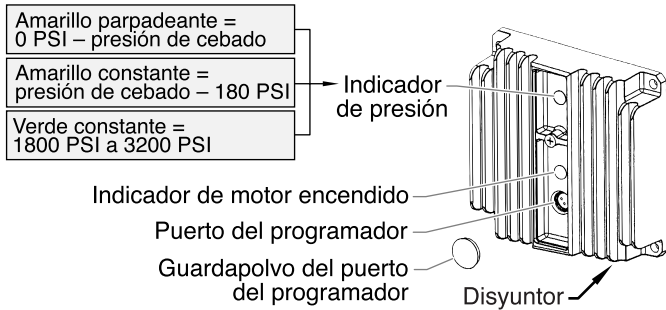 Amarillo parpadeante =
0 PSI – presión de cebado
Amarillo constante =
presión de cebado – 180 PSI
Verde constante =
1800 PSI a 3200 PSI
Indicador
de presión
Indicador de motor encendido
Puerto del programador
Guardapolvo del puerto
del programador
Disyuntor